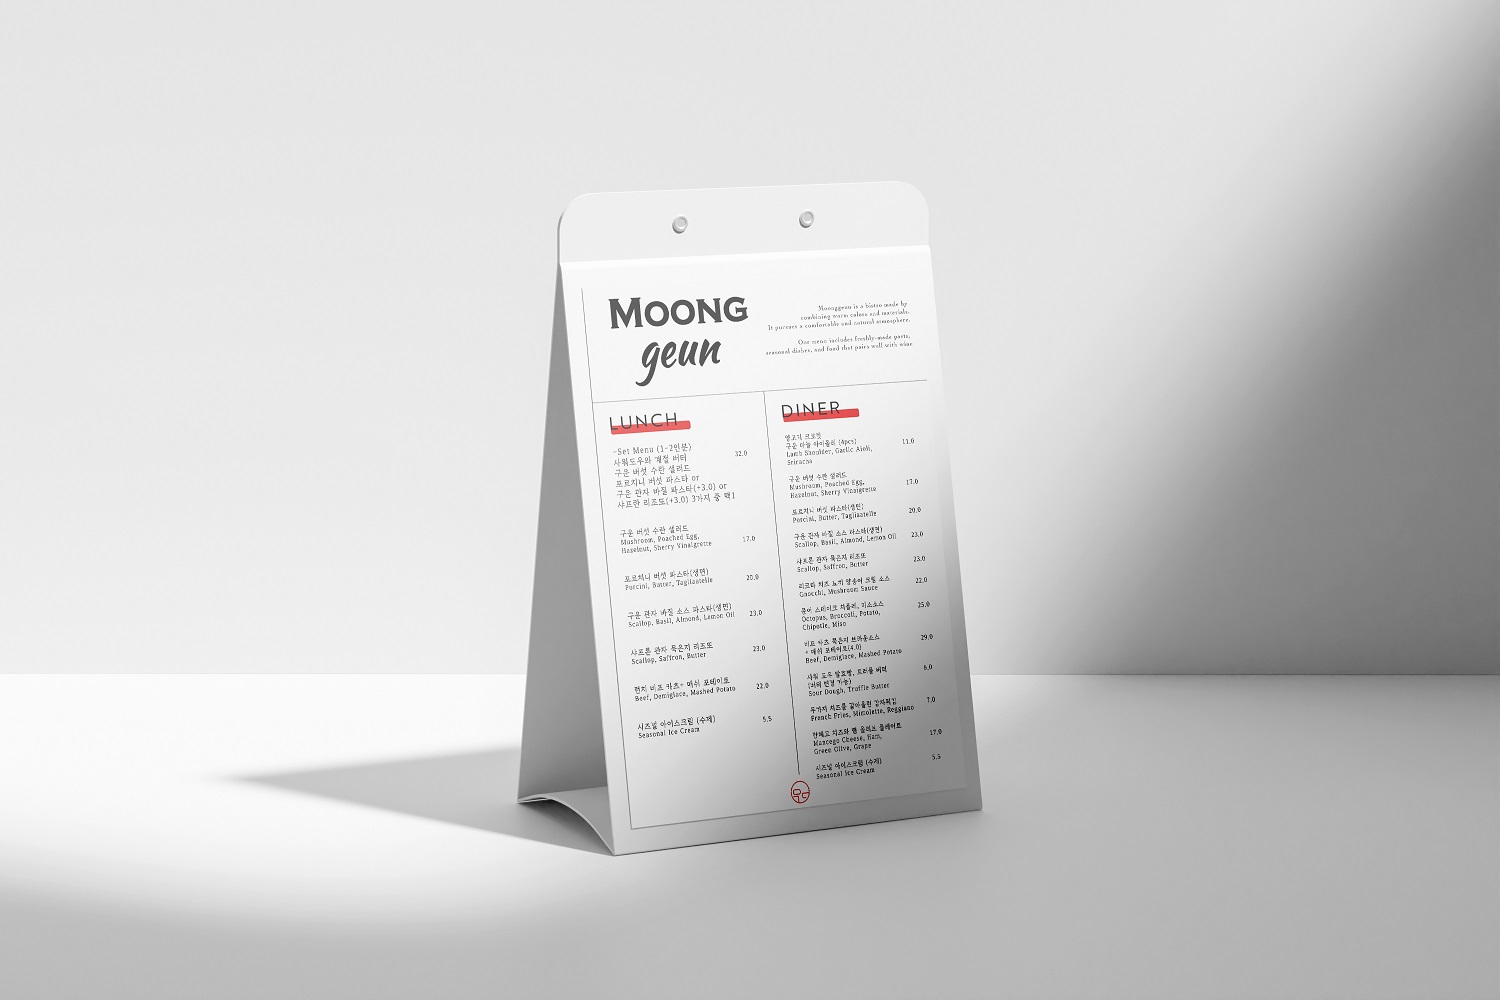 MOONG
geun
Moonggeun is a bistro made by
combining warm colors and materials.
It pursues a comfortable and natural atmosphere.
One menu includes freshly-made pasta,
seasonal dishes, and food that pairs well with wine
LUNCH
-Set Menu (1-2인분) 32.0
사워도우와 계절 버터
구운 버섯 수란 샐러드
포르치니 버섯 파스타 or
구운 관자 바질 파스타(+3.0) or
샤프란 리조또(+3.0) 3가지 중 택1
구운 버섯 수란 샐러드
Mushroom, Poached Egg,
Hazelnut, Sherry Vinaigrette 17.0
포르치니 버섯 파스타(생면)
Porcini, Butter, Tagliaatelle 20.0
구운 관자 바질 소스 파스타(생면)
Scallop, Basil, Almond, Lemon Oil 23.0
샤프론 관자 묵은지 리조또
Scallop, Saffron, Butter 23.0
런치 비프 카츠+ 매쉬 포테이토
Beef, Demiglace, Mashed Potato 22.0
시즈널 아이스크림 (수제)
Seasonal Ice Cream 5.5
DINER
양고기 크로켓
구운 마늘 아이올리 (4pcs)
Lamb Shoulder, Gaelic Aioli, 11.0
Sriracha
구운 버섯 수란 샐러드
Mushroom, Poached Egg,
Hazelnut, Sherry Vinaigrette 17.0
포르치니 버섯 파스타(생면)
Porcini, Butter, Tagliaatelle 20.0
구운 관자 바질 소스 파스타(생면)
Scallop, Basil, Almond, Lemon Oil 23.0
샤프론 관자 묵은지 리조또
Scallop, Saffron, Butter 23.0
리코타 치즈 뇨끼 양송이 크림 소스
Gnocchi, Mushroom Sauce 22.0
문어 스테이크 치폴레, 미소소스
Octopus, Broccoli, Potato, 25.0
Chipotle, Miso
비프 카츠 묵은지 브라운소스
+ 매쉬 포테이토(4.0) 29.0
Beef, Demiglace, Mashed Potato
사워 도우 발효빵, 트러플 버터
(버터 변경 가능) 6.0
Sour Dough, Truffle Butter
두가지 치즈를 갈아올린 감자튀김
French Fries, Mimolette, Reggiano 7.0
만체고 치즈와 햄 올리브 플레이트
Mancego Cheese, Ham, 17.0
Green Olive, Grape
시즈널 아이스크림 (수제)
Seasonal Ice Cream 5.5